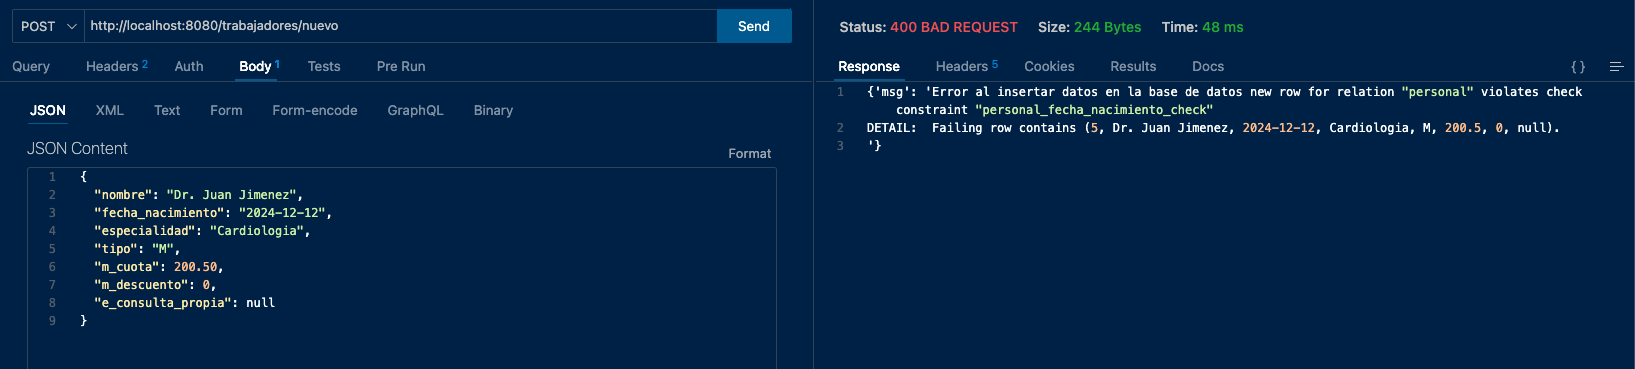 POST http://localhost:8080/trabajadores/nuevo Send
Query Headers 2 Auth Body 1 Tests Pre Run
JSON XML Text Form Form-encode GraphQL Binary
JSON Content
Format
1 {
2 "nombre": "Dr. Juan Jimenez",
3 "fecha_nacimiento": "2024-12-12",
4 "especialidad": "Cardiologia",
5 "tipo": "M",
6 "m_cuota": 200.50,
7 "m_descuento": 0,
8 "e_consulta_propia": null
9 }
Status: 400 BAD REQUEST Size: 244 Bytes Time: 48 ms
Response Headers 5 Cookies Results Docs { }
1 {'msg': 'Error al insertar datos en la base de datos new row for relation "personal" violates check
constraint "personal_fecha_nacimiento_check"
2 DETAIL:  Failing row contains (5, Dr. Juan Jimenez, 2024-12-12, Cardiologia, M, 200.5, 0, null).
3 '}